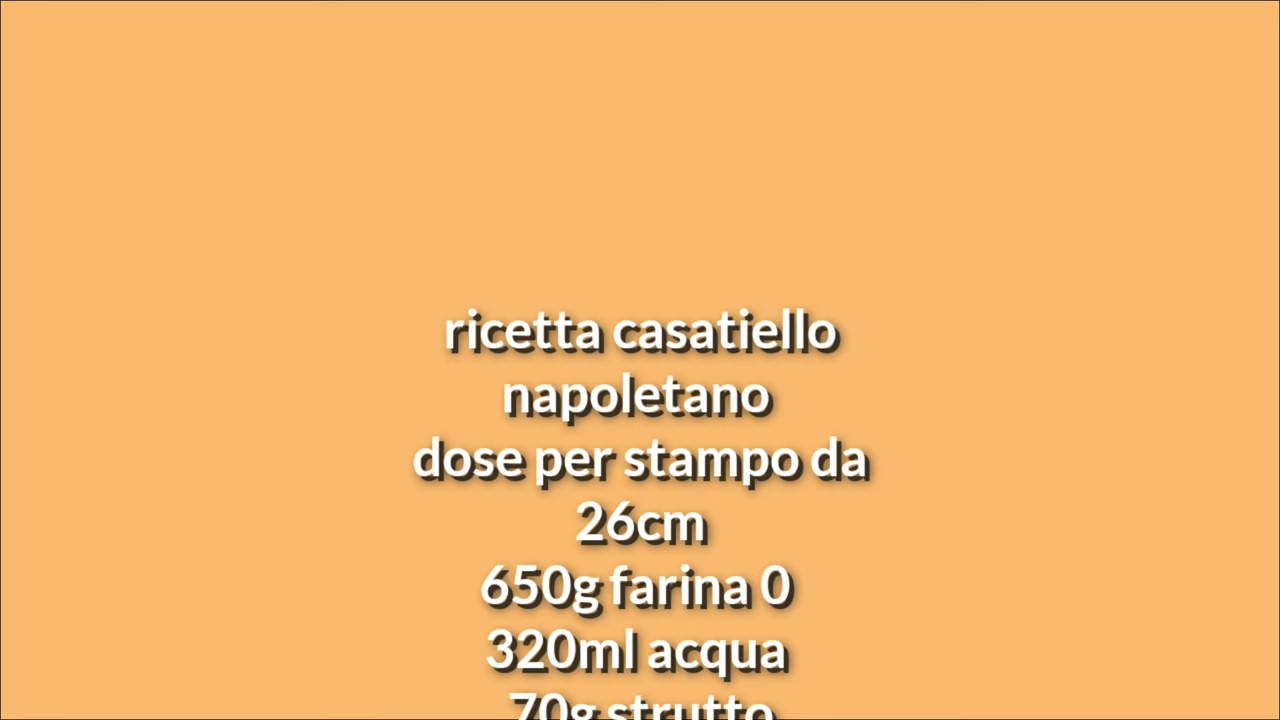 ricetta casatiello
napoletano
dose per stampo da
26cm
650g farina 0
320ml acqua
70g strutto